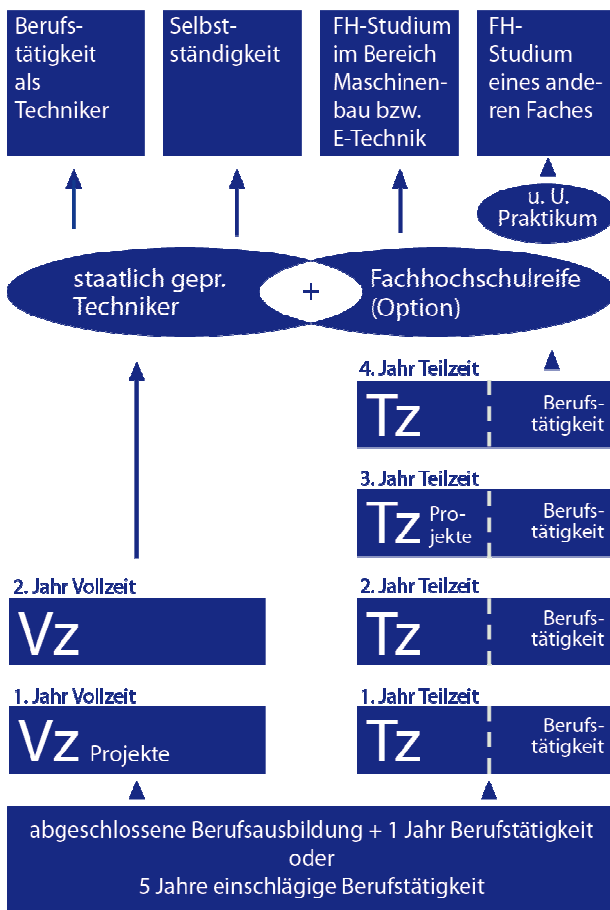 Berufs-
tätigkeit
als
Techniker
Selbst-
ständigkeit
FH-Studium
im Bereich
Maschinen-
bau bzw.
E-Technik
FH-
Studium
eines ande-
ren Faches
u. U.
Praktikum
staatlich gepr.
Techniker
+
Fachhochschulreife
(Option)
4. Jahr Teilzeit
Tz
Berufs-
tätigkeit
3. Jahr Teilzeit
Tz
Pro-
jekte
Berufs-
tätigkeit
2. Jahr Vollzeit
Vz
2. Jahr Teilzeit
Tz
Berufs-
tätigkeit
1. Jahr Vollzeit
Vz Projekte
1. Jahr Teilzeit
Tz
Berufs-
tätigkeit
abgeschlossene Berufsausbildung + 1 Jahr Berufstätigkeit
oder
5 Jahre einschlägige Berufstätigkeit